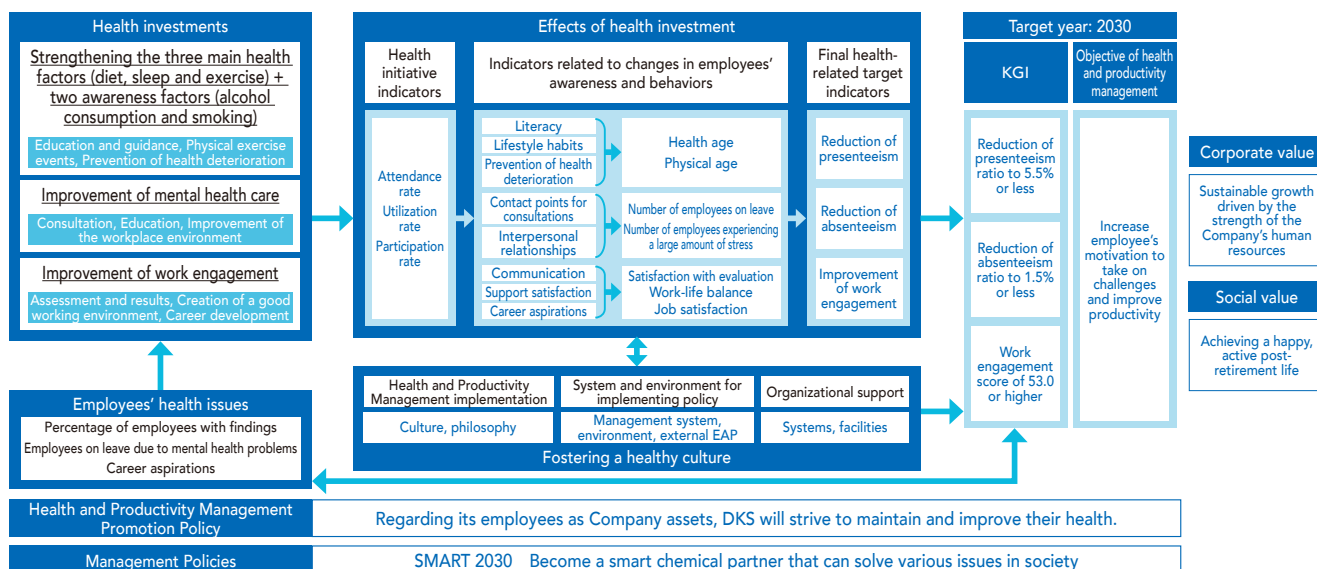 Health investments
Strengthening the three main health
factors (diet, sleep and exercise) +
two awareness factors (alcohol
consumption and smoking)
Education and guidance, Physical exercise
events, Prevention of health deterioration
Improvement of mental health care
Consultation, Education, Improvement of
the workplace environment
Improvement of work engagement
Assessment and results, Creation of a good
working environment, Career development
Employees' health issues
Percentage of employees with findings
Employees on leave due to mental health problems
Career aspirations
Effects of health investment
Health
initiative
indicators
Attendance
rate
Utilization
rate
Participation
rate
Indicators related to changes in employees'
awareness and behaviors
Literacy
Lifestyle habits
Prevention of health
deterioration
Health age
Physical age
Contact points for
consultations
Interpersonal
relationships
Number of employees on leave
Number of employees experiencing
a large amount of stress
Communication
Support satisfaction
Career aspirations
Satisfaction with evaluation
Work-life balance
Job satisfaction
Final health-
related target
indicators
Reduction of
presenteeism
Reduction of
absenteeism
Improvement
of work
engagement
Health and Productivity
Management implementation
Culture, philosophy
System and environment for
implementing policy
Management system,
environment, external EAP
Organizational support
Systems, facilities
Fostering a healthy culture
Target year: 2030
KGI
Reduction of
presenteeism
ratio to 5.5%
or less
Reduction of
absenteeism
ratio to 1.5%
or less
Work
engagement
score of 53.0
or higher
Objective of health
and productivity
management
Increase
employee's
motivation to
take on
challenges
and improve
productivity
Corporate value
Sustainable growth
driven by the
strength of the
Company's human
resources
Social value
Achieving a happy,
active post-
retirement life
Health and Productivity Management
Promotion Policy
Regarding its employees as Company assets, DKS will strive to maintain and improve their health.
Management Policies
SMART 2030 Become a smart chemical partner that can solve various issues in society